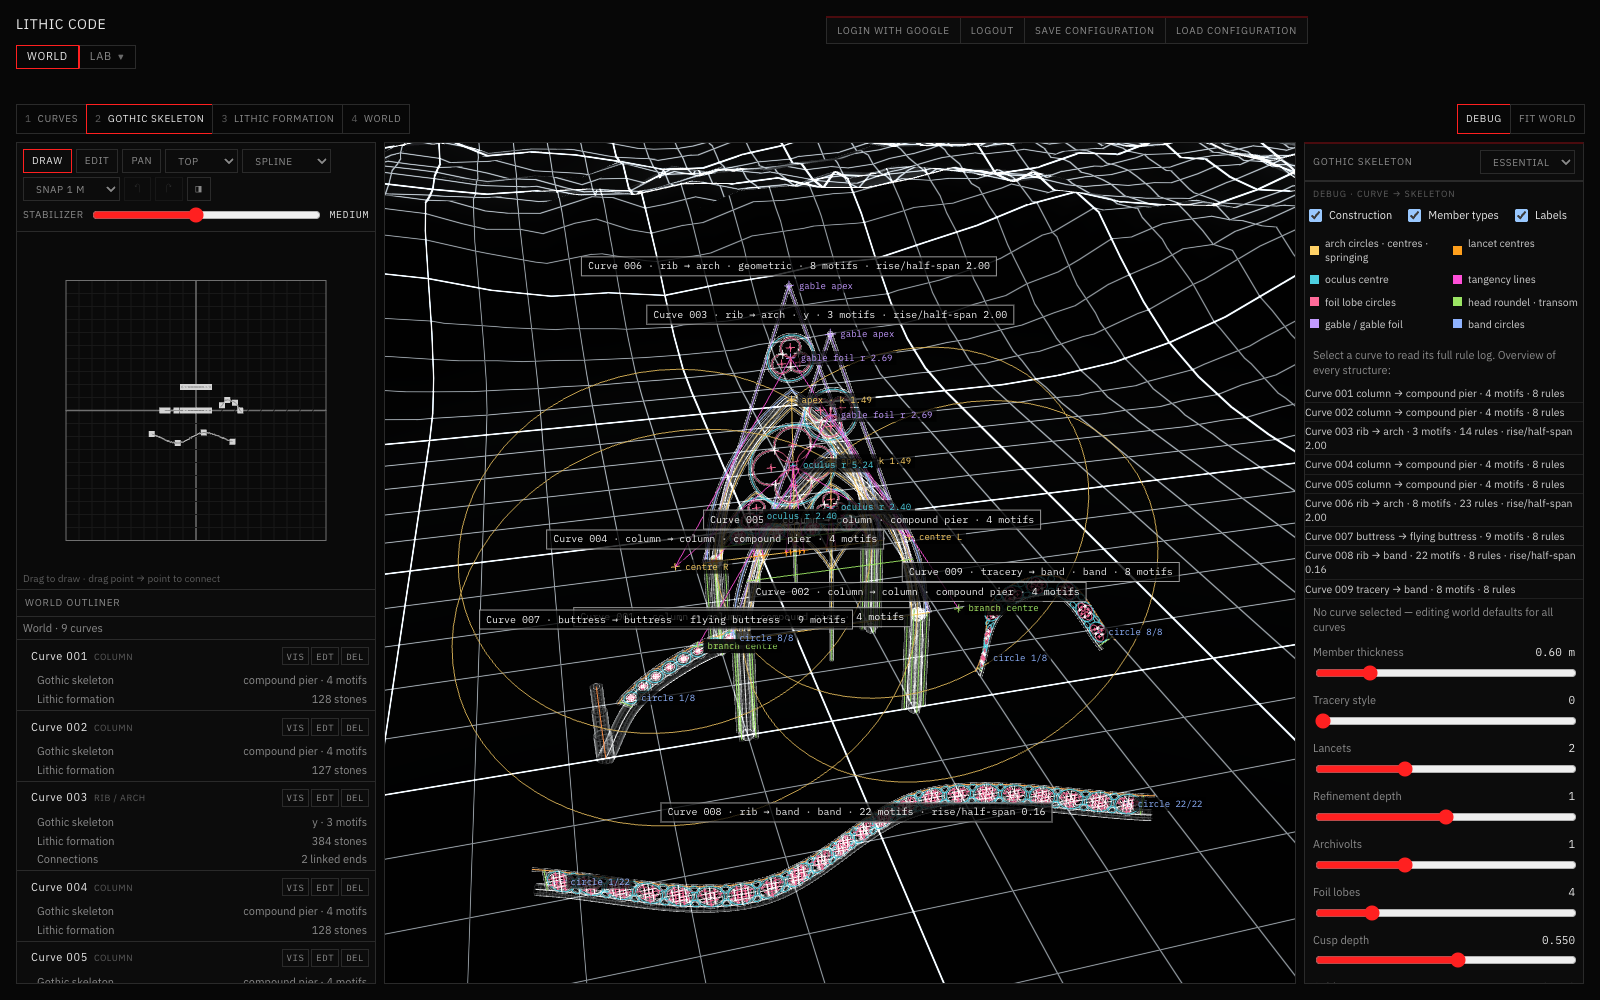 LITHIC CODE
WORLD
LAB ▾
LOGIN WITH GOOGLE
LOGOUT
SAVE CONFIGURATION
LOAD CONFIGURATION
1 CURVES
2 GOTHIC SKELETON
3 LITHIC FORMATION
4 WORLD
DEBUG
FIT WORLD
DRAW
EDIT
PAN
TOP
SPLINE
SNAP 1 M
STABILIZER
MEDIUM
Drag to draw · drag point → point to connect
WORLD OUTLINER
World · 9 curves
Curve 001 COLUMN VIS EDT DEL
Gothic skeleton compound pier · 4 motifs
Lithic formation 128 stones
Curve 002 COLUMN VIS EDT DEL
Gothic skeleton compound pier · 4 motifs
Lithic formation 127 stones
Curve 003 RIB / ARCH VIS EDT DEL
Gothic skeleton y · 3 motifs
Lithic formation 384 stones
Connections 2 linked ends
Curve 004 COLUMN VIS EDT DEL
Gothic skeleton compound pier · 4 motifs
Lithic formation 128 stones
Curve 005 COLUMN VIS EDT DEL
Gothic skeleton compound pier · 4 motifs
Curve 006 · rib → arch · geometric · 8 motifs · rise/half-span 2.00
gable apex
Curve 003 · rib → arch · y · 3 motifs · rise/half-span 2.00
gable apex
gable foil r 2.69
apex
k 1.49
gable foil r 2.69
k 1.49
oculus r 5.24
oculus r 2.40
oculus r 2.40
Curve 005
column · compound pier · 4 motifs
Curve 004 · column → column · compound pier · 4 motifs
centre L
centre R
Curve 009 · tracery → band · band · 8 motifs
Curve 002 · column → column · compound pier · 4 motifs
branch centre
4 motifs
Curve 007 · buttress → buttress · flying buttress · 9 motifs
circle 8/8
circle 8/8
branch centre
circle 1/8
circle 1/8
circle 22/22
Curve 008 · rib → band · band · 22 motifs · rise/half-span 0.16
circle 1/22
GOTHIC SKELETON
ESSENTIAL
DEBUG · CURVE → SKELETON
Construction
Member types
Labels
arch circles · centres ·
springing
lancet centres
oculus centre
tangency lines
foil lobe circles
head roundel · transom
gable / gable foil
band circles
Select a curve to read its full rule log. Overview of
every structure:
Curve 001 column → compound pier · 4 motifs · 8 rules
Curve 002 column → compound pier · 4 motifs · 8 rules
Curve 003 rib → arch · 3 motifs · 14 rules · rise/half-span
2.00
Curve 004 column → compound pier · 4 motifs · 8 rules
Curve 005 column → compound pier · 4 motifs · 8 rules
Curve 006 rib → arch · 8 motifs · 23 rules · rise/half-span
2.00
Curve 007 buttress → flying buttress · 9 motifs · 8 rules
Curve 008 rib → band · 22 motifs · 8 rules · rise/half-span
0.16
Curve 009 tracery → band · 8 motifs · 8 rules
No curve selected — editing world defaults for all
curves
Member thickness 0.60 m
Tracery style 0
Lancets 2
Refinement depth 1
Archivolts 1
Foil lobes 4
Cusp depth 0.550